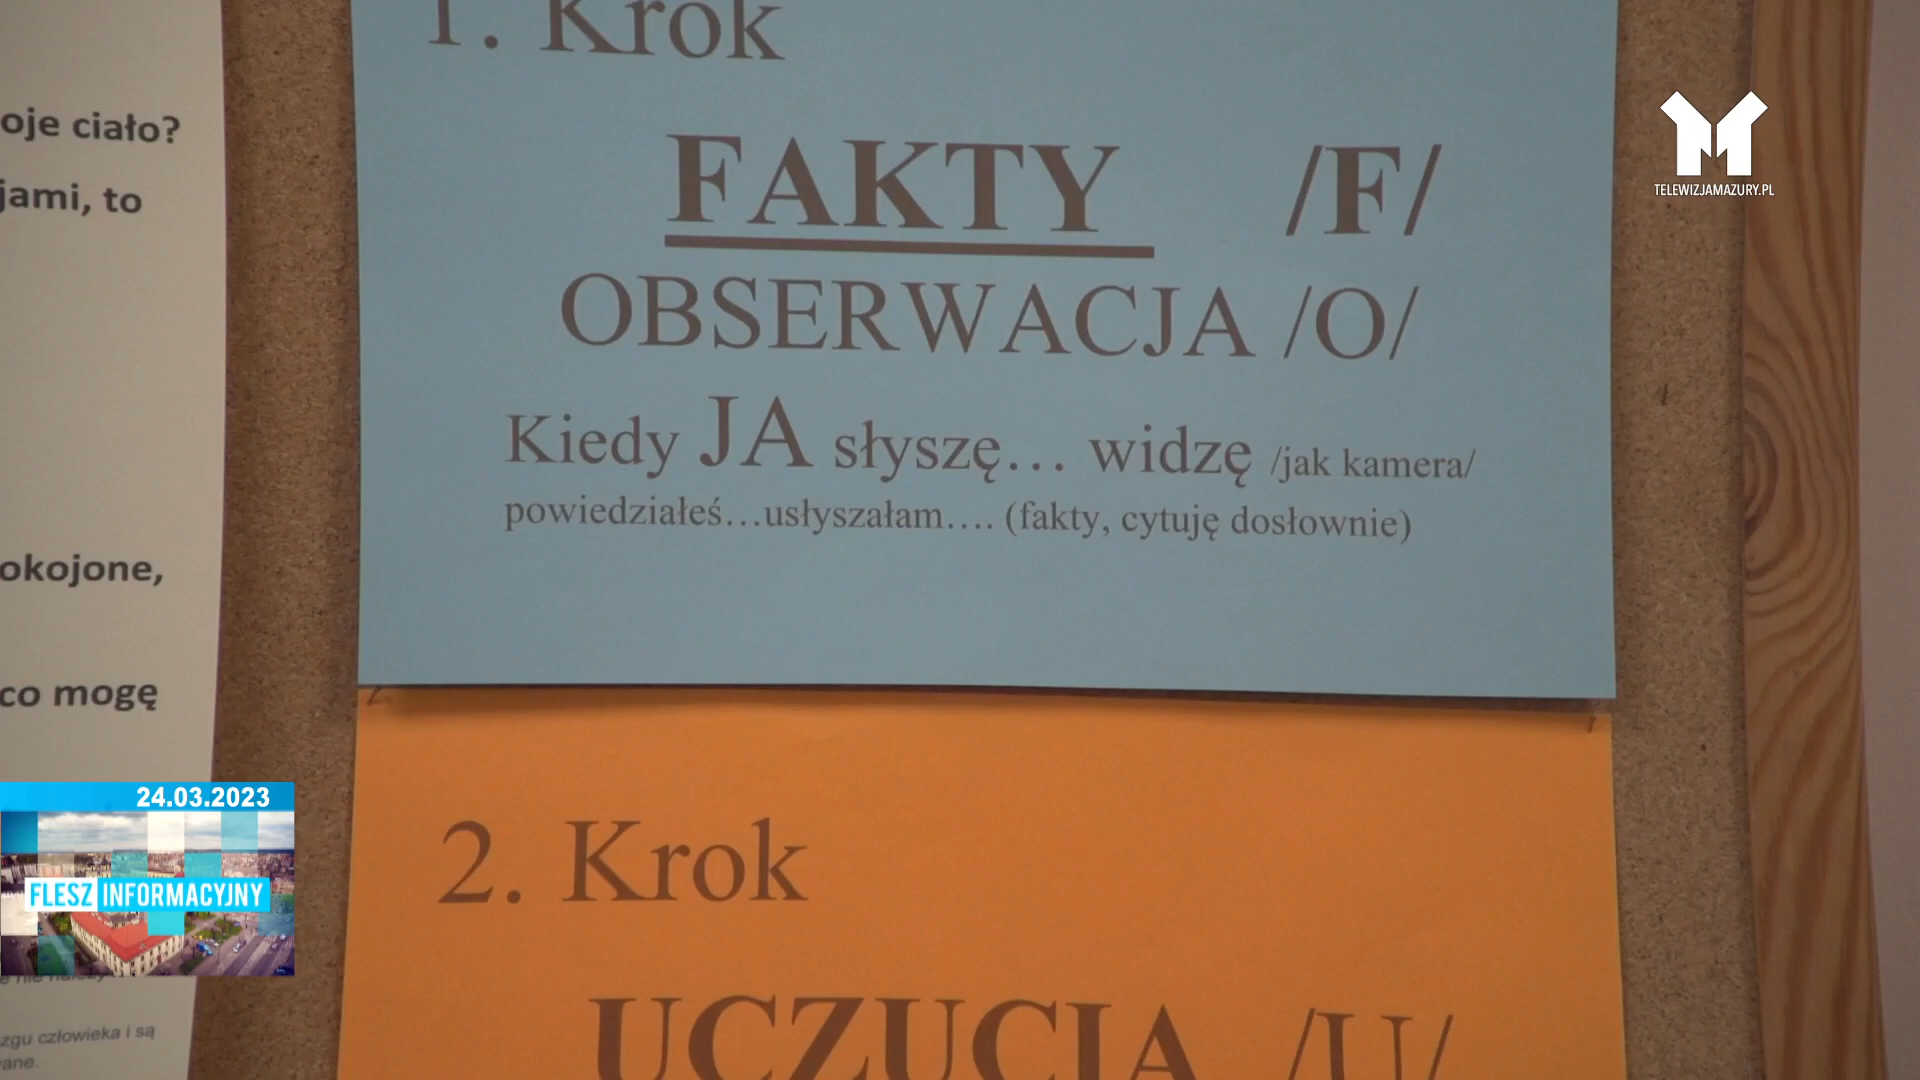 oje ciało?
jami, to
okojone,
co mogę
zgu człowieka i są
1. Krok
FAKTY /F/
OBSERWACJA /O/
Kiedy JA słyszę... widzę /jak kamera/
powiedziałeś...usłyszałam.... (fakty, cytuję dosłownie)
2. Krok
UCZUCIA /U/
TELEWIZJAMAZURY.PL
24.03.2023
FLESZ INFORMACYJNY